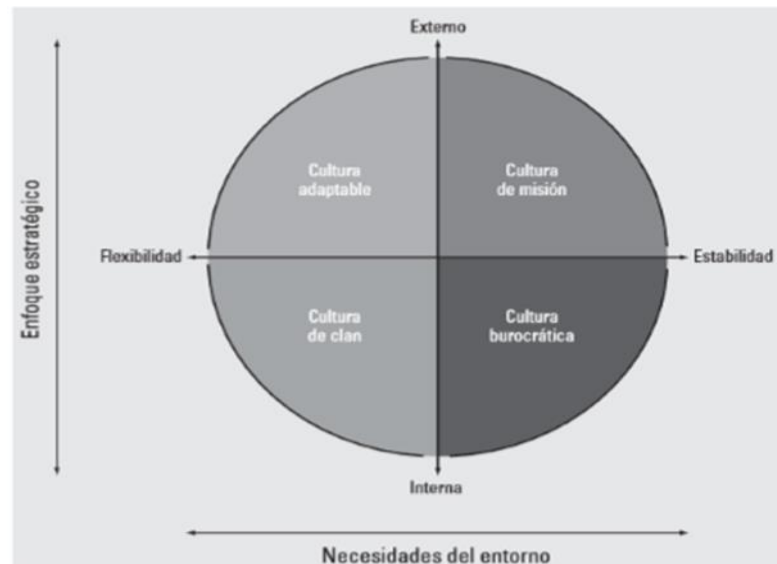 Externo
Enfoque estratégico
Cultura
adaptable
Cultura
de misión
Flexibilidad
Estabilidad
Cultura
de clan
Cultura
burocrática
Interna
Necesidades del entorno